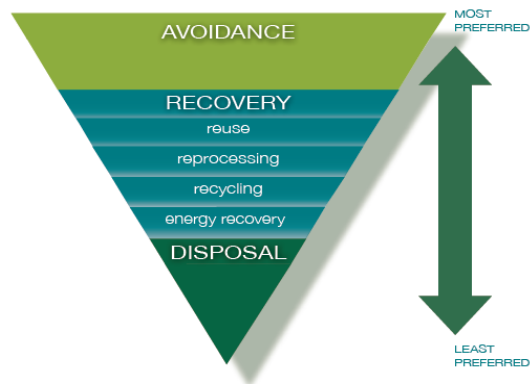 AVOIDANCE
MOST
PREFERRED
RECOVERY
reuse
reprocessing
recycling
energy recovery
DISPOSAL
LEAST
PREFERRED